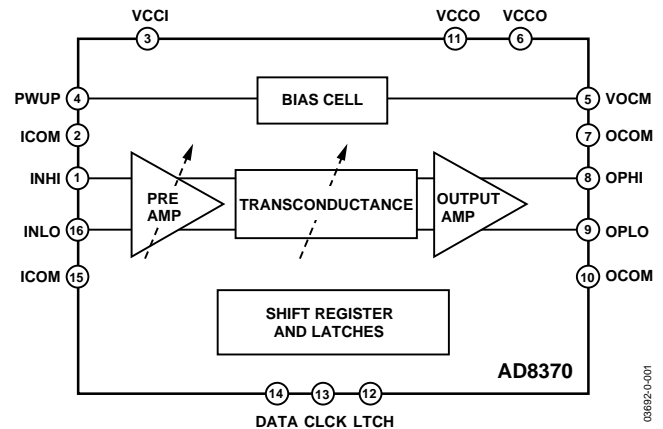 VCCI VCCO VCCO
3 11 6
PWUP 4 BIAS CELL 5 VOCM
ICOM 2 7 OCOM
INHI 1 8 OPHI
PRE AMP
TRANSCONDUCTANCE
OUTPUT AMP
INLO 16 9 OPLO
ICOM 15 10 OCOM
SHIFT REGISTER
AND LATCHES
AD8370
14 13 12
DATA CLCK LTCH
03692-0-001